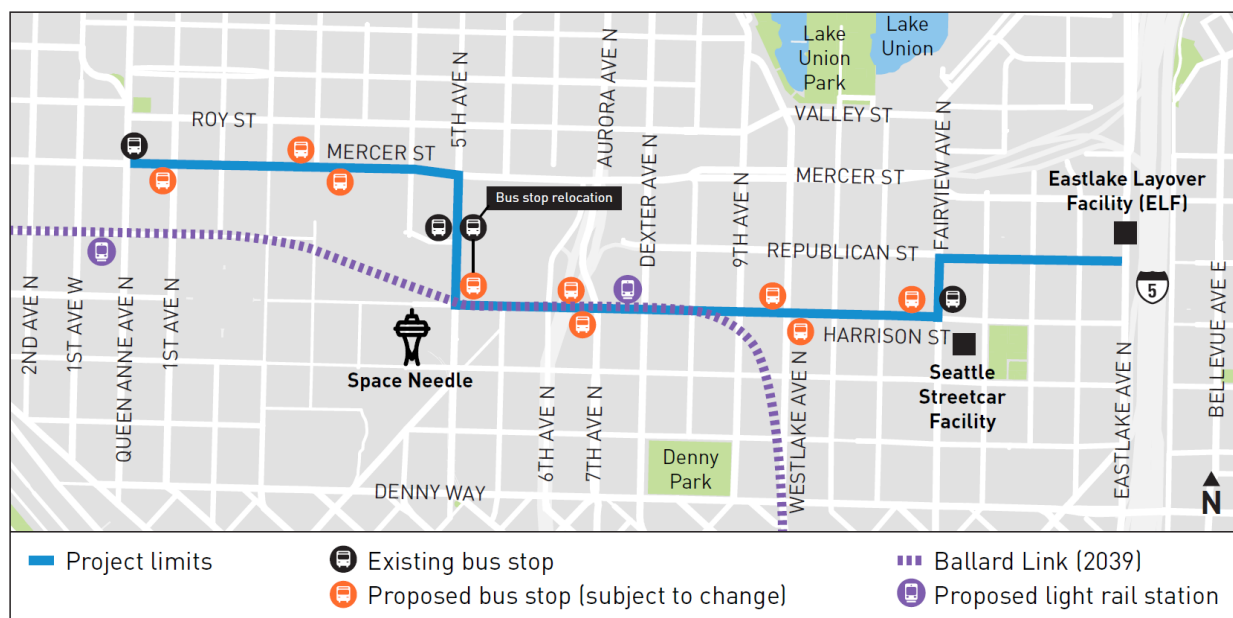 Lake
Union
Lake
Union
Park
ROY ST
VALLEY ST
5TH AVE N
AURORA AVE N
FAIRVIEW AVE N
MERCER ST
MERCER ST
DEXTER AVE N
9TH AVE N
Eastlake Layover
Facility (ELF)
Bus stop relocation
REPUBLICAN ST
5
2ND AVE N
1ST AVE W
QUEEN ANNE AVE N
1ST AVE N
Space Needle
HARRISON ST
Seattle
Streetcar
Facility
6TH AVE N
7TH AVE N
WESTLAKE AVE N
EASTLAKE AVE N
BELLEVUE AVE E
Denny
Park
DENNY WAY
N
Project limits
Existing bus stop
Proposed bus stop (subject to change)
Ballard Link (2039)
Proposed light rail station